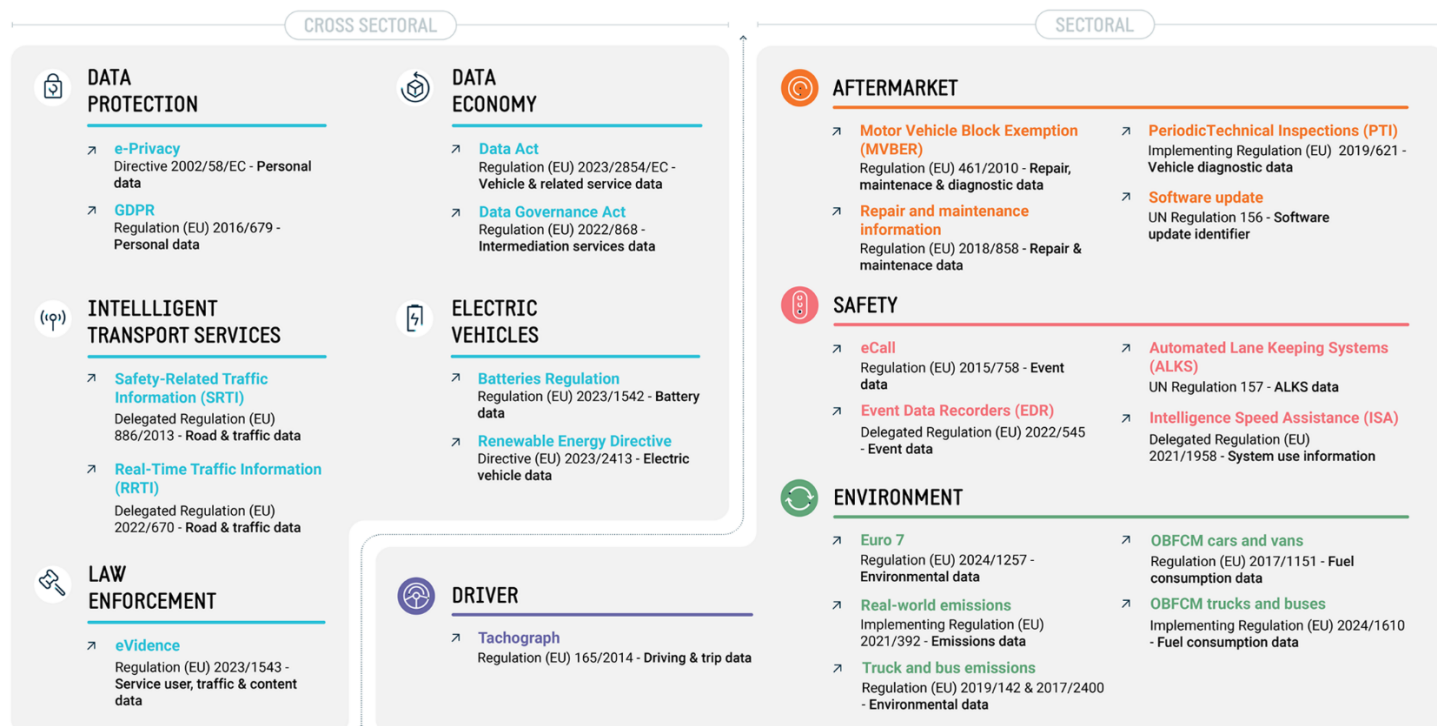 CROSS SECTORAL
DATA
PROTECTION
e-Privacy
Directive 2002/58/EC - Personal
data
GDPR
Regulation (EU) 2016/679 -
Personal data
DATA
ECONOMY
Data Act
Regulation (EU) 2023/2854/EC -
Vehicle & related service data
Data Governance Act
Regulation (EU) 2022/868 -
Intermediation services data
INTELLLIGENT
TRANSPORT SERVICES
Safety-Related Traffic
Information (SRTI)
Delegated Regulation (EU)
886/2013 - Road & traffic data
Real-Time Traffic Information
(RRTI)
Delegated Regulation (EU)
2022/670 - Road & traffic data
ELECTRIC
VEHICLES
Batteries Regulation
Regulation (EU) 2023/1542 - Battery
data
Renewable Energy Directive
Directive (EU) 2023/2413 - Electric
vehicle data
LAW
ENFORCEMENT
eVidence
Regulation (EU) 2023/1543 -
Service user, traffic & content
data
SECTORAL
DRIVER
Tachograph
Regulation (EU) 165/2014 - Driving & trip data
AFTERMARKET
Motor Vehicle Block Exemption
(MVBER)
Regulation (EU) 461/2010 - Repair,
maintenace & diagnostic data
Repair and maintenance
information
Regulation (EU) 2018/858 - Repair &
maintenace data
PeriodicTechnical Inspections (PTI)
Implementing Regulation (EU) 2019/621 -
Vehicle diagnostic data
Software update
UN Regulation 156 - Software
update identifier
SAFETY
eCall
Regulation (EU) 2015/758 - Event
data
Event Data Recorders (EDR)
Delegated Regulation (EU) 2022/545
- Event data
Automated Lane Keeping Systems
(ALKS)
UN Regulation 157 - ALKS data
Intelligence Speed Assistance (ISA)
Delegated Regulation (EU)
2021/1958 - System use information
ENVIRONMENT
Euro 7
Regulation (EU) 2024/1257 -
Environmental data
Real-world emissions
Implementing Regulation (EU)
2021/392 - Emissions data
Truck and bus emissions
Regulation (EU) 2019/142 & 2017/2400
- Environmental data
OBFCM cars and vans
Regulation (EU) 2017/1151 - Fuel
consumption data
OBFCM trucks and buses
Implementing Regulation (EU) 2024/1610
- Fuel consumption data